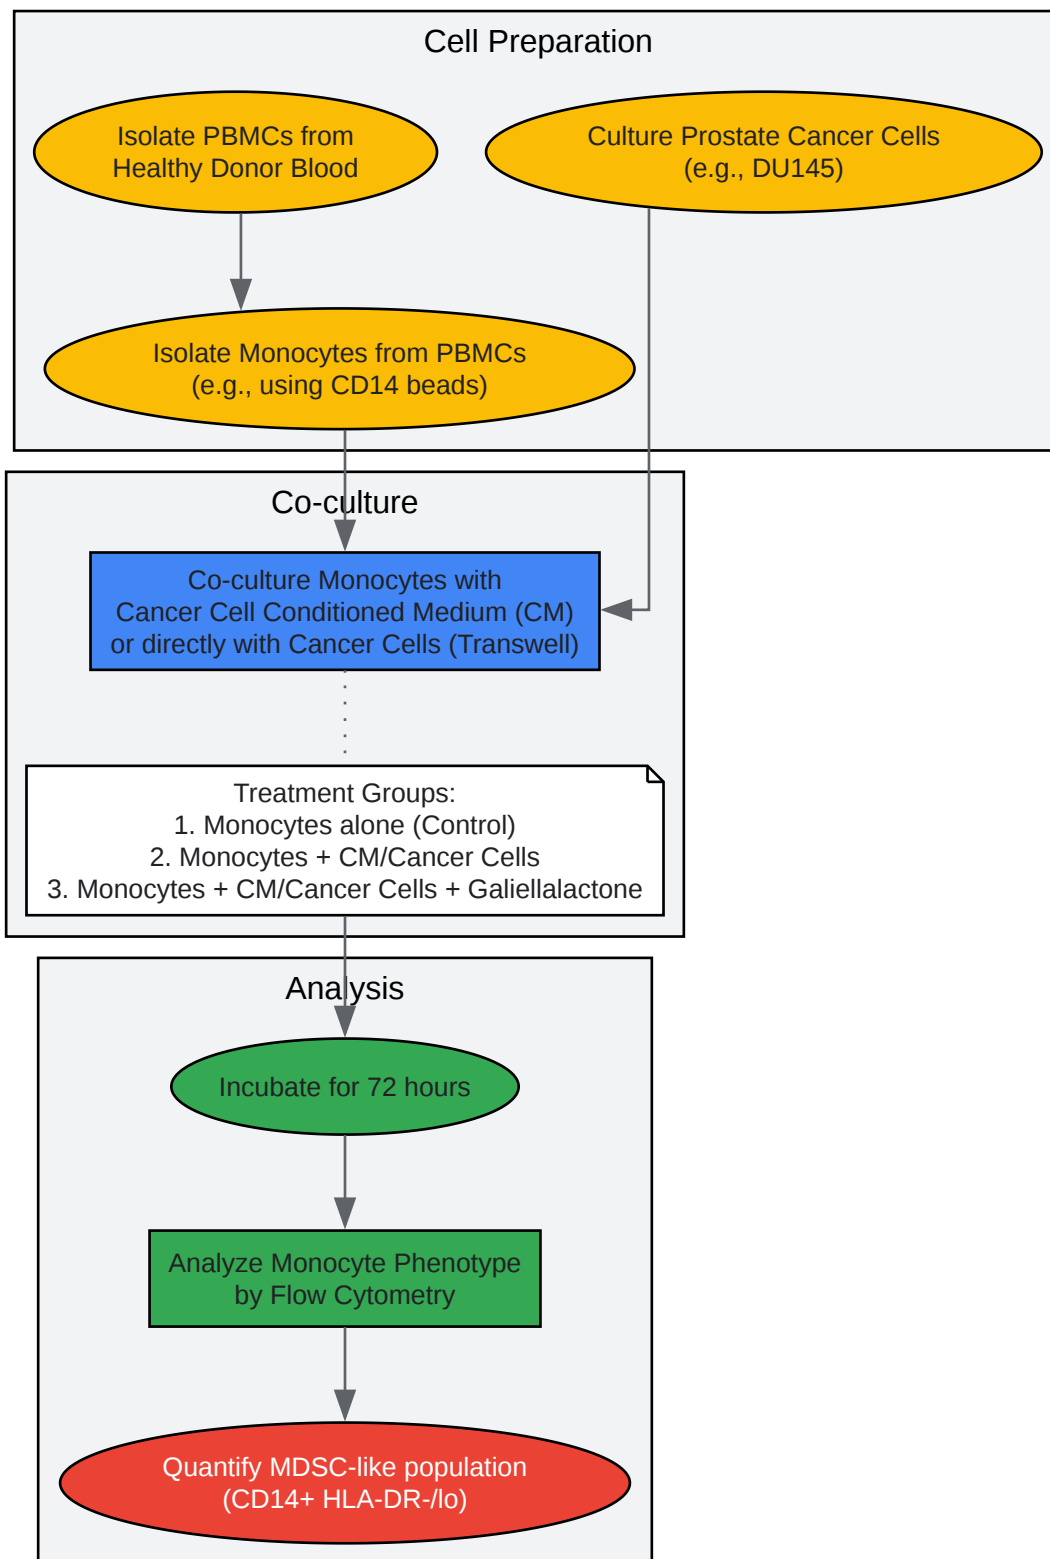 Cell Preparation
Isolate PBMCs from
Healthy Donor Blood
Culture Prostate Cancer Cells
(e.g., DU145)
Isolate Monocytes from PBMCs
(e.g., using CD14 beads)
Co-culture
Co-culture Monocytes with
Cancer Cell Conditioned Medium (CM)
or directly with Cancer Cells (Transwell)
Treatment Groups:
1. Monocytes alone (Control)
2. Monocytes + CM/Cancer Cells
3. Monocytes + CM/Cancer Cells + Galiellalactone
Analysis
Incubate for 72 hours
Analyze Monocyte Phenotype
by Flow Cytometry
Quantify MDSC-like population
(CD14+ HLA-DR-/lo)